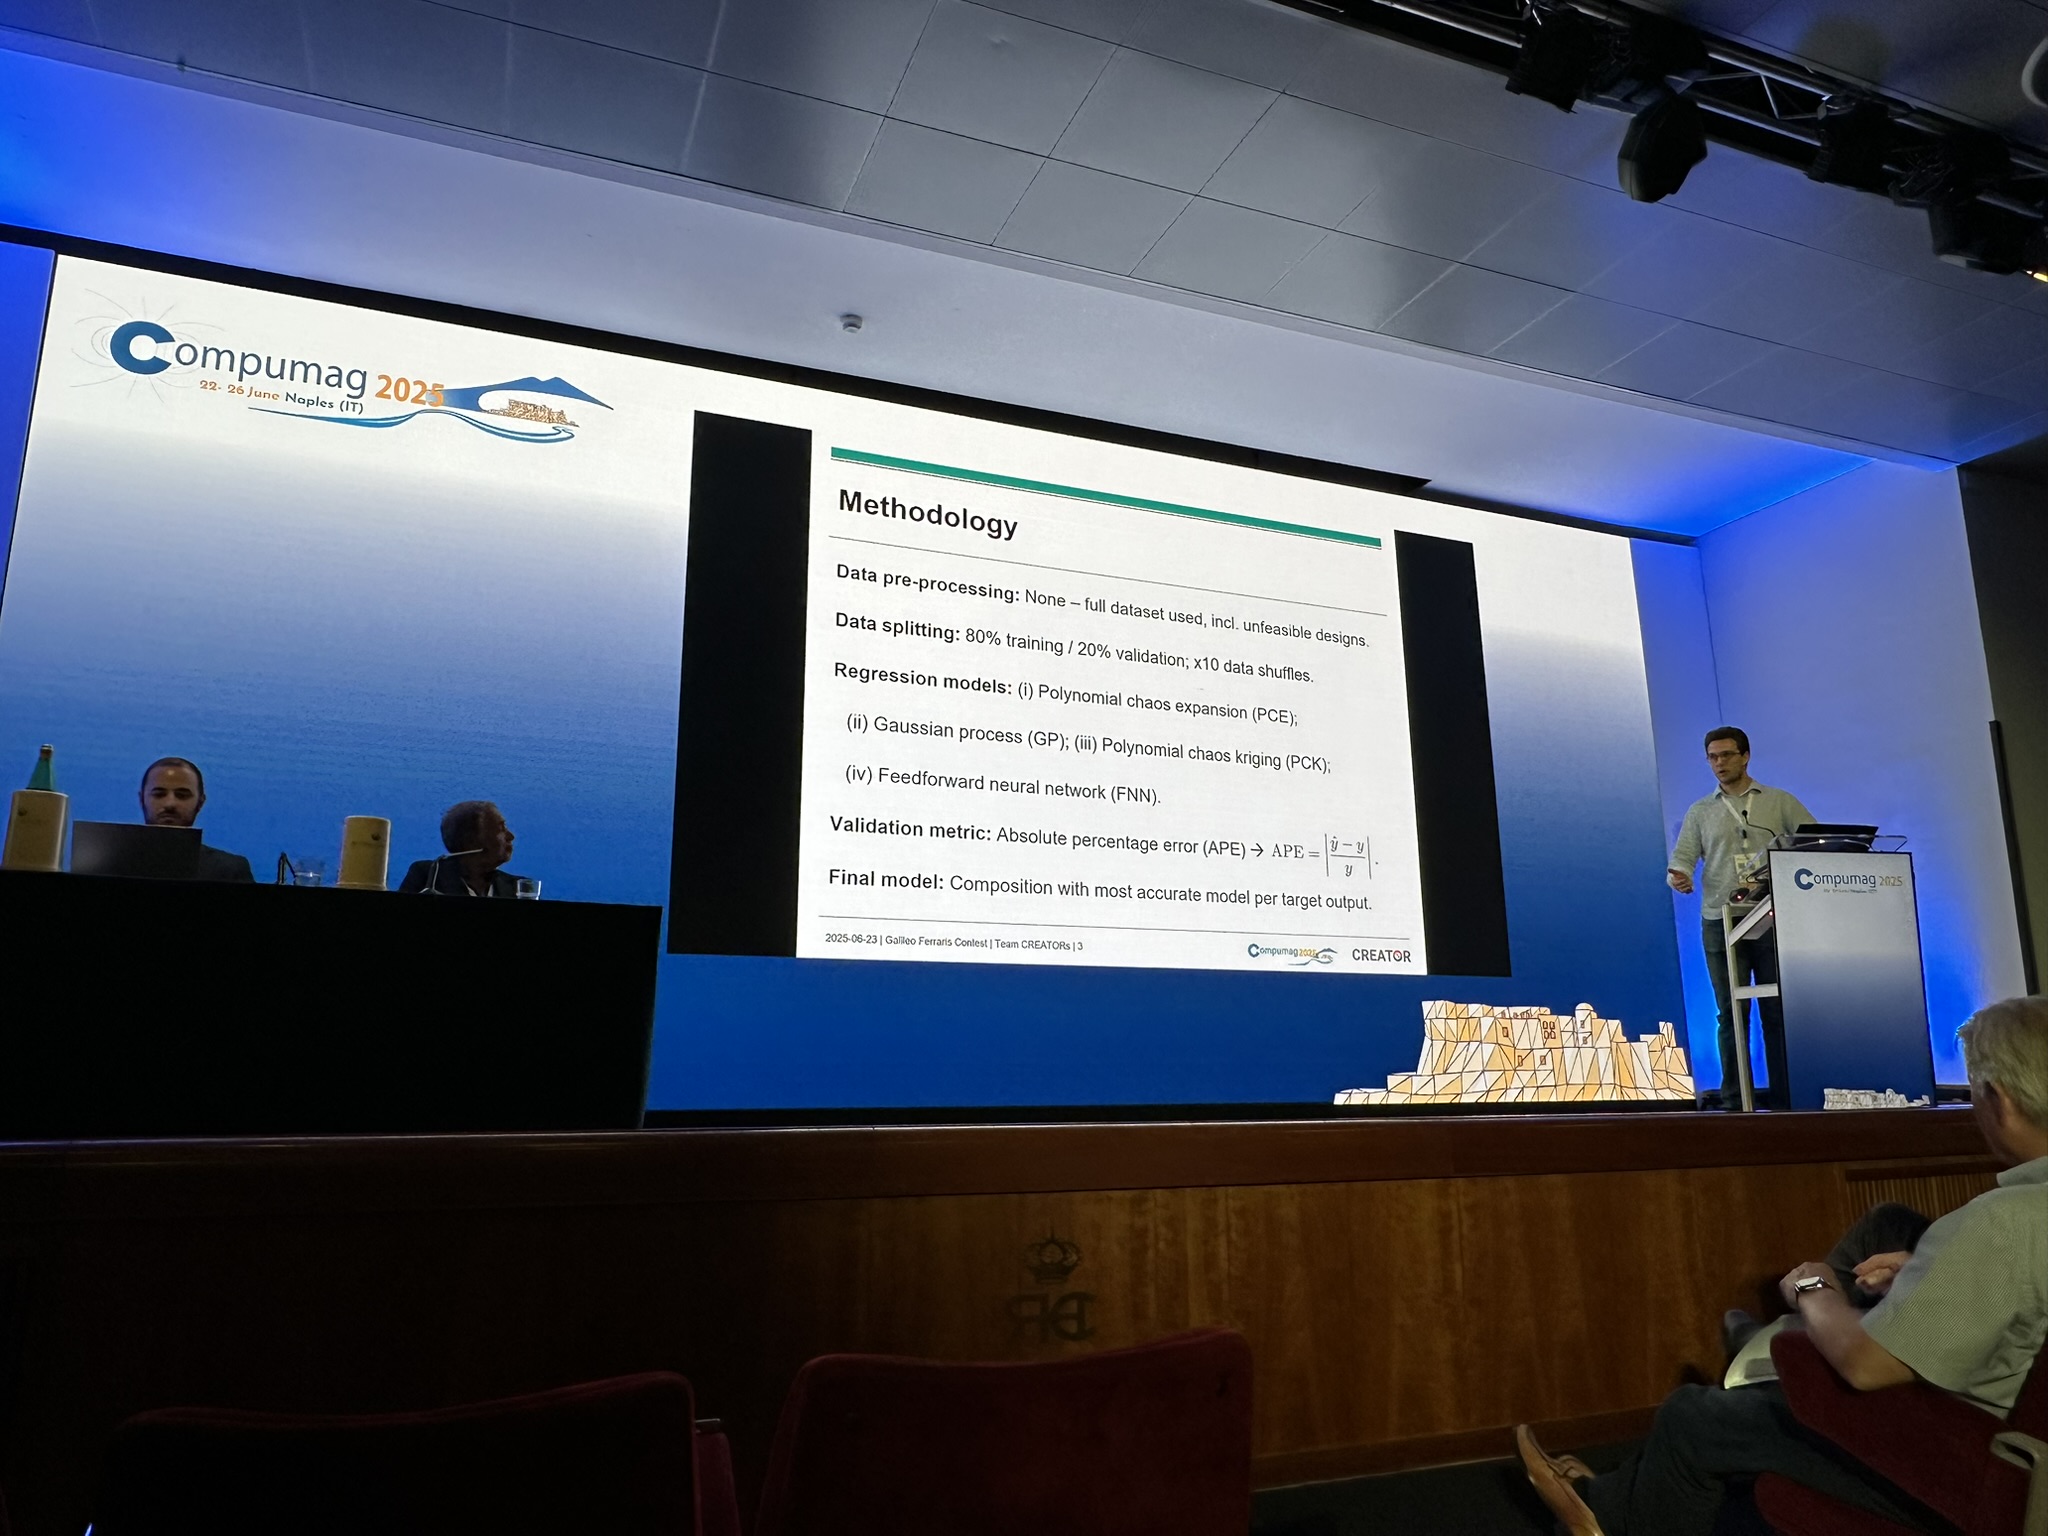 Compumag 2025
22- 26 June Naples (IT)
Methodology
Data pre-processing: None – full dataset used, incl. unfeasible designs.
Data splitting: 80% training / 20% validation; x10 data shuffles.
Regression models: (i) Polynomial chaos expansion (PCE);
(ii) Gaussian process (GP); (iii) Polynomial chaos kriging (PCK);
(iv) Feedforward neural network (FNN).
Validation metric: Absolute percentage error (APE) → APE = |ŷ − y / y| .
Final model: Composition with most accurate model per target output.
2025-06-23 | Galileo Ferraris Contest | Team CREATORs | 3
Compumag 2025
CREATOR
Compumag 2025